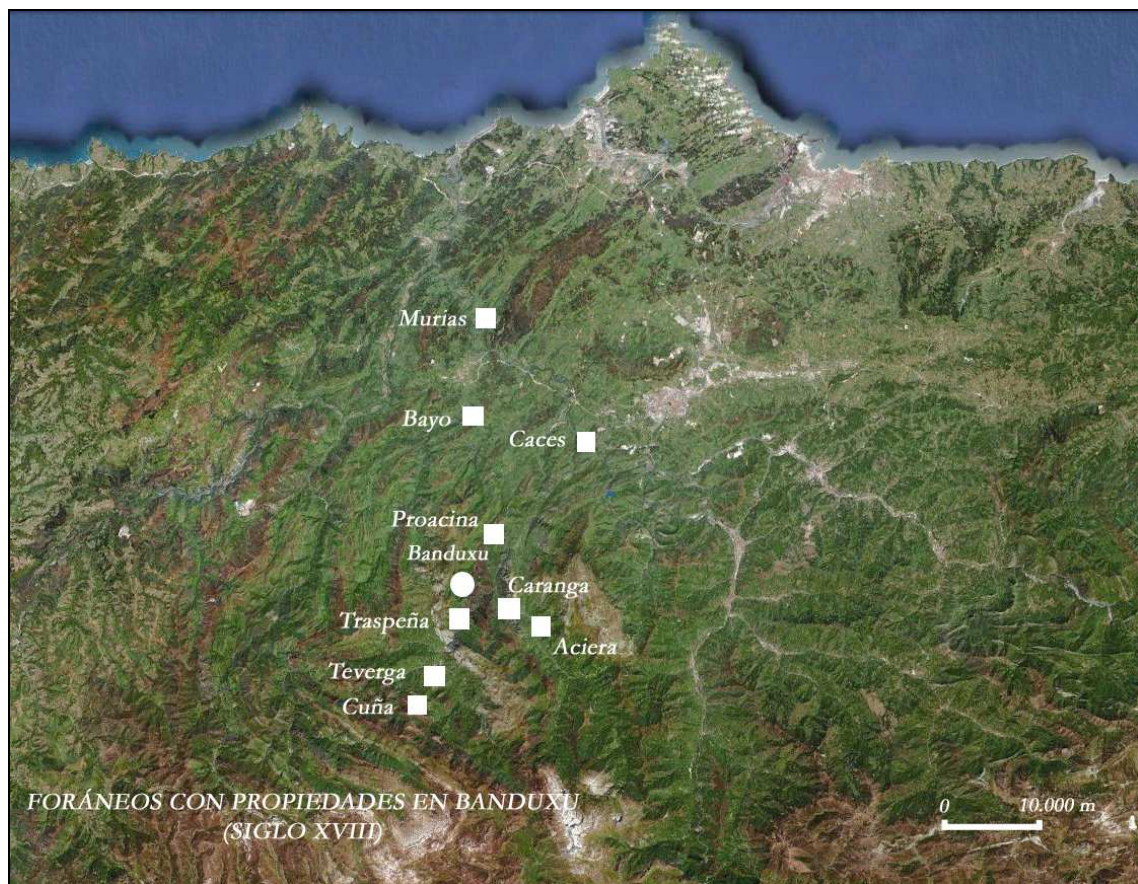 Murias
Bayo
Caces
Proacina
Banduxu
Caranga
Traspeña
Aciera
Teverga
Cuña
FORÁNEOS CON PROPIEDADES EN BANDUXU
(SIGLO XVIII)
0 10.000 m